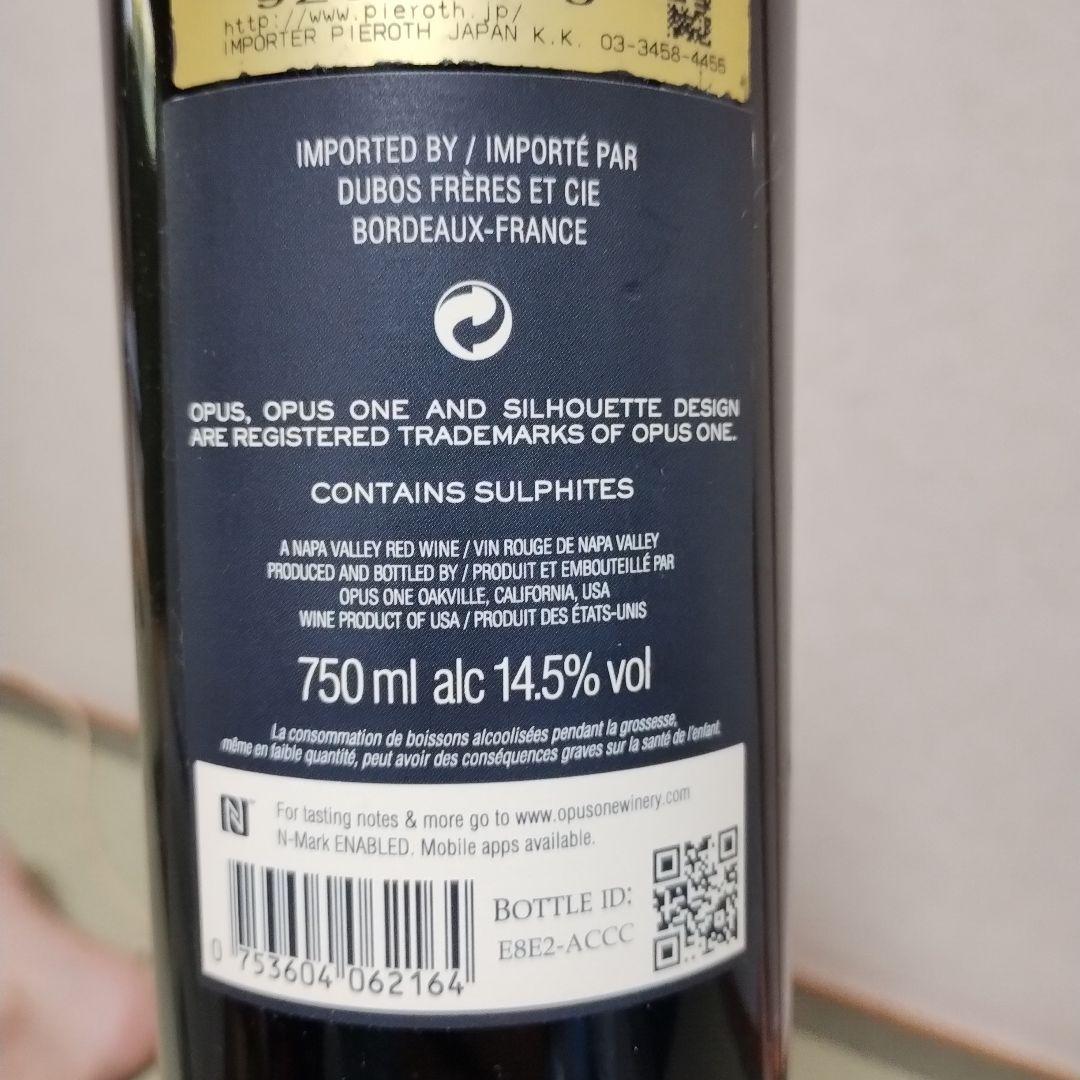 http://www.pieroth.jp/
IMPORTER PIEROTH JAPAN K.K. 03-3458-4455
IMPORTED BY / IMPORTÉ PAR
DUBOS FRÈRES ET CIE
BORDEAUX-FRANCE
OPUS, OPUS ONE AND SILHOUETTE DESIGN
ARE REGISTERED TRADEMARKS OF OPUS ONE.
CONTAINS SULPHITES
A NAPA VALLEY RED WINE / VIN ROUGE DE NAPA VALLEY
PRODUCED AND BOTTLED BY / PRODUIT ET EMBOUTEILLÉ PAR
OPUS ONE OAKVILLE, CALIFORNIA, USA
WINE PRODUCT OF USA / PRODUIT DES ÉTATS-UNIS
750 ml alc 14.5% vol
La consommation de boissons alcoolisées pendant la grossesse,
même en faible quantité, peut avoir des conséquences graves sur la santé de l'enfant
N™ For tasting notes & more go to www.opusonewinery.com
N-Mark ENABLED. Mobile apps available.
BOTTLE ID:
E8E2-ACCC
0 753604 062164